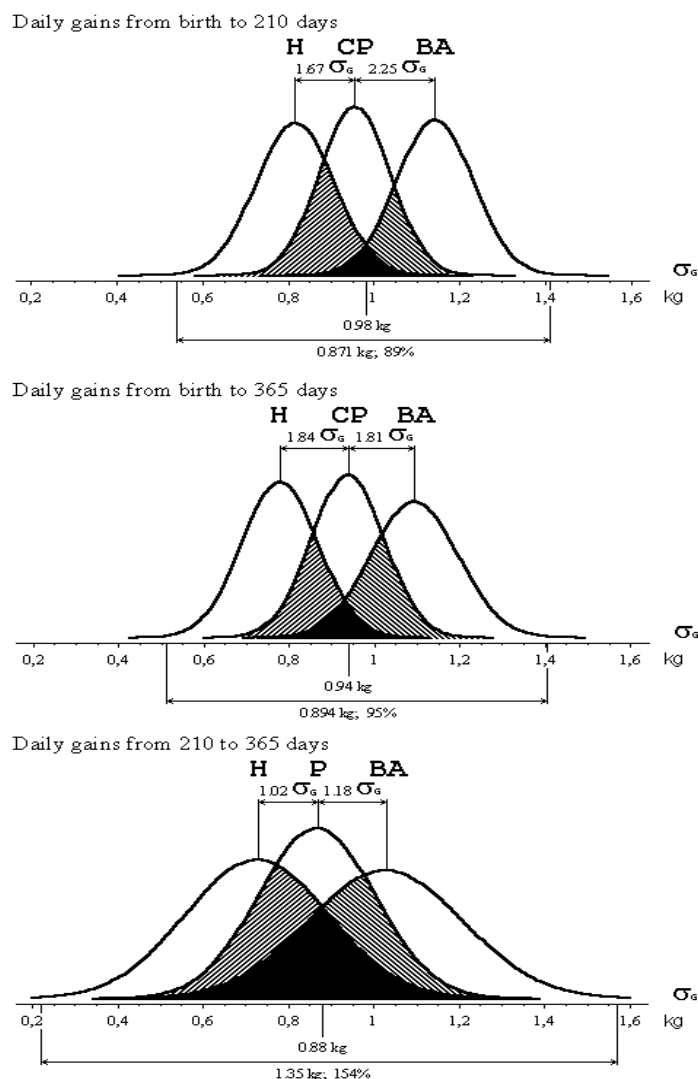 Daily gains from birth to 210 days
H CP BA
1.67 σG 2.25 σG
σG
0,2 0,4 0,6 0,8 1 1,2 1,4 1,6 kg
0.98 kg
0.871 kg; 89%
Daily gains from birth to 365 days
H CP BA
1.84 σG 1.81 σG
σG
0,2 0,4 0,6 0,8 1 1,2 1,4 1,6 kg
0.94 kg
0.894 kg; 95%
Daily gains from 210 to 365 days
H P BA
1.02 σG 1.18 σG
σG
0,2 0,4 0,6 0,8 1 1,2 1,4 1,6 kg
0.88 kg
1.35 kg; 154%